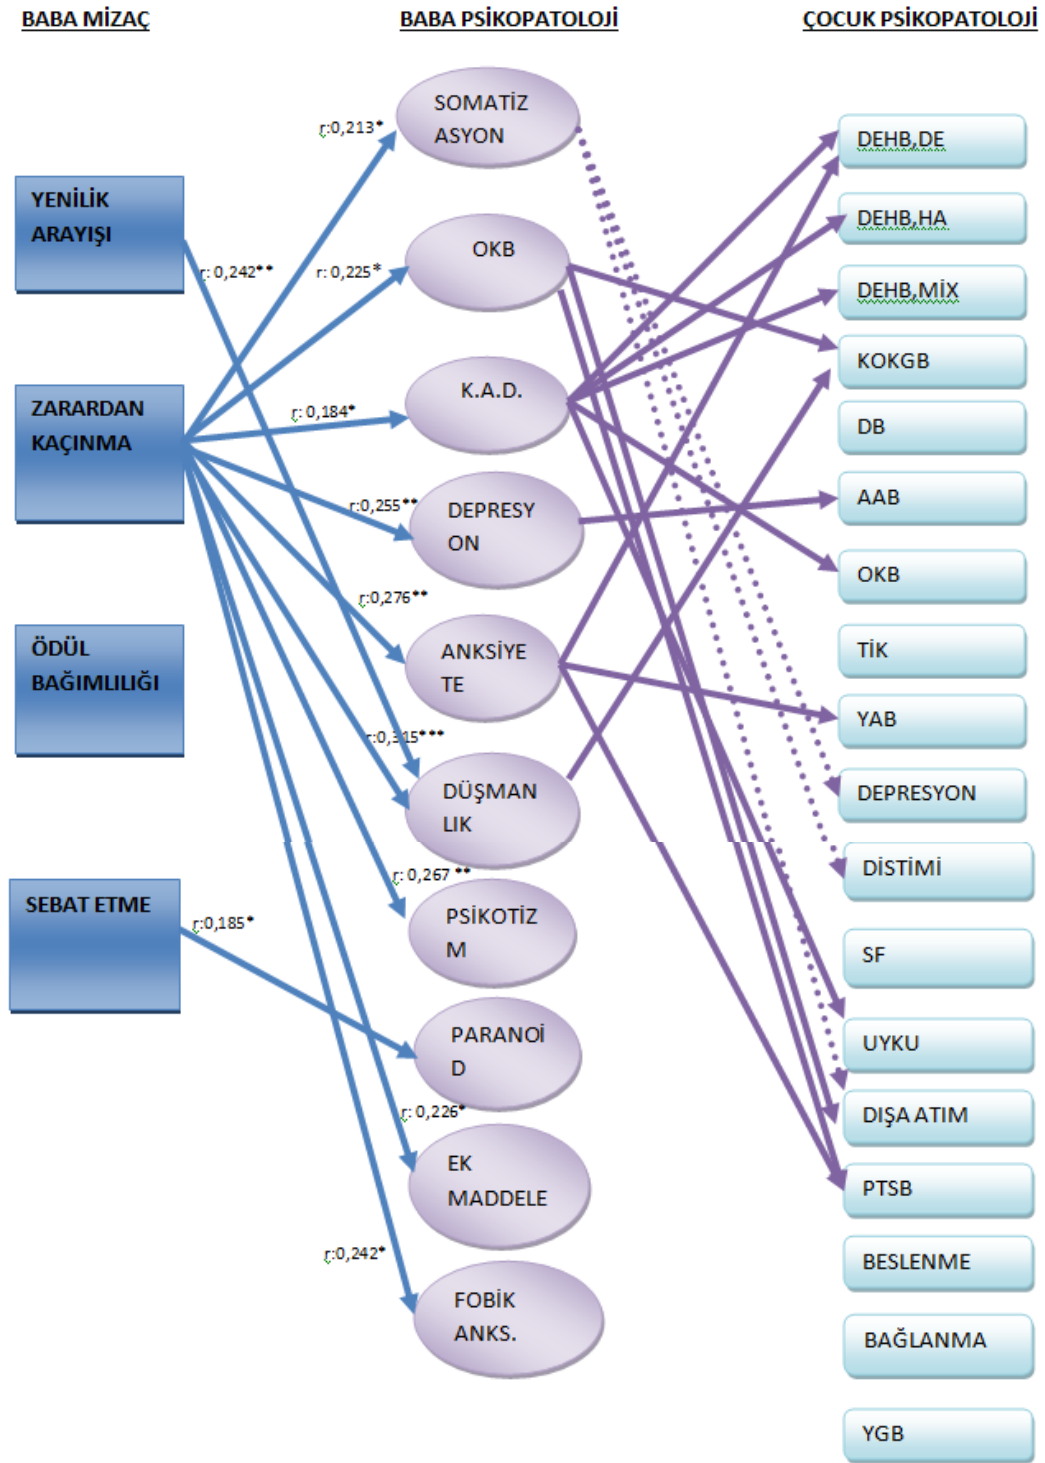 BABA MİZAÇ
BABA PSİKOPATOLOJİ
ÇOCUK PSİKOPATOLOJİ
YENİLİK
ARAYIŞI
ZARARDAN
KAÇINMA
ÖDÜL
BAĞIMLILIĞI
SEBAT ETME
r:0,213*
r: 0,242**
r: 0,225*
r: 0,184*
r:0,255**
r:0,276**
r:0,315***
r: 0,267 **
r:0,185*
r: 0,226*
r:0,242*
SOMATİZ
ASYON
OKB
K.A.D.
DEPRESY
ON
ANKSİYE
TE
DÜŞMAN
LIK
PSİKOTİZ
M
PARANOİ
D
EK
MADDELE
FOBİK
ANKS.
DEHB,DE
DEHB,HA
DEHB,MİX
KOKGB
DB
AAB
OKB
TİK
YAB
DEPRESYON
DİSTİMİ
SF
UYKU
DIŞA ATIM
PTSB
BESLENME
BAĞLANMA
YGB